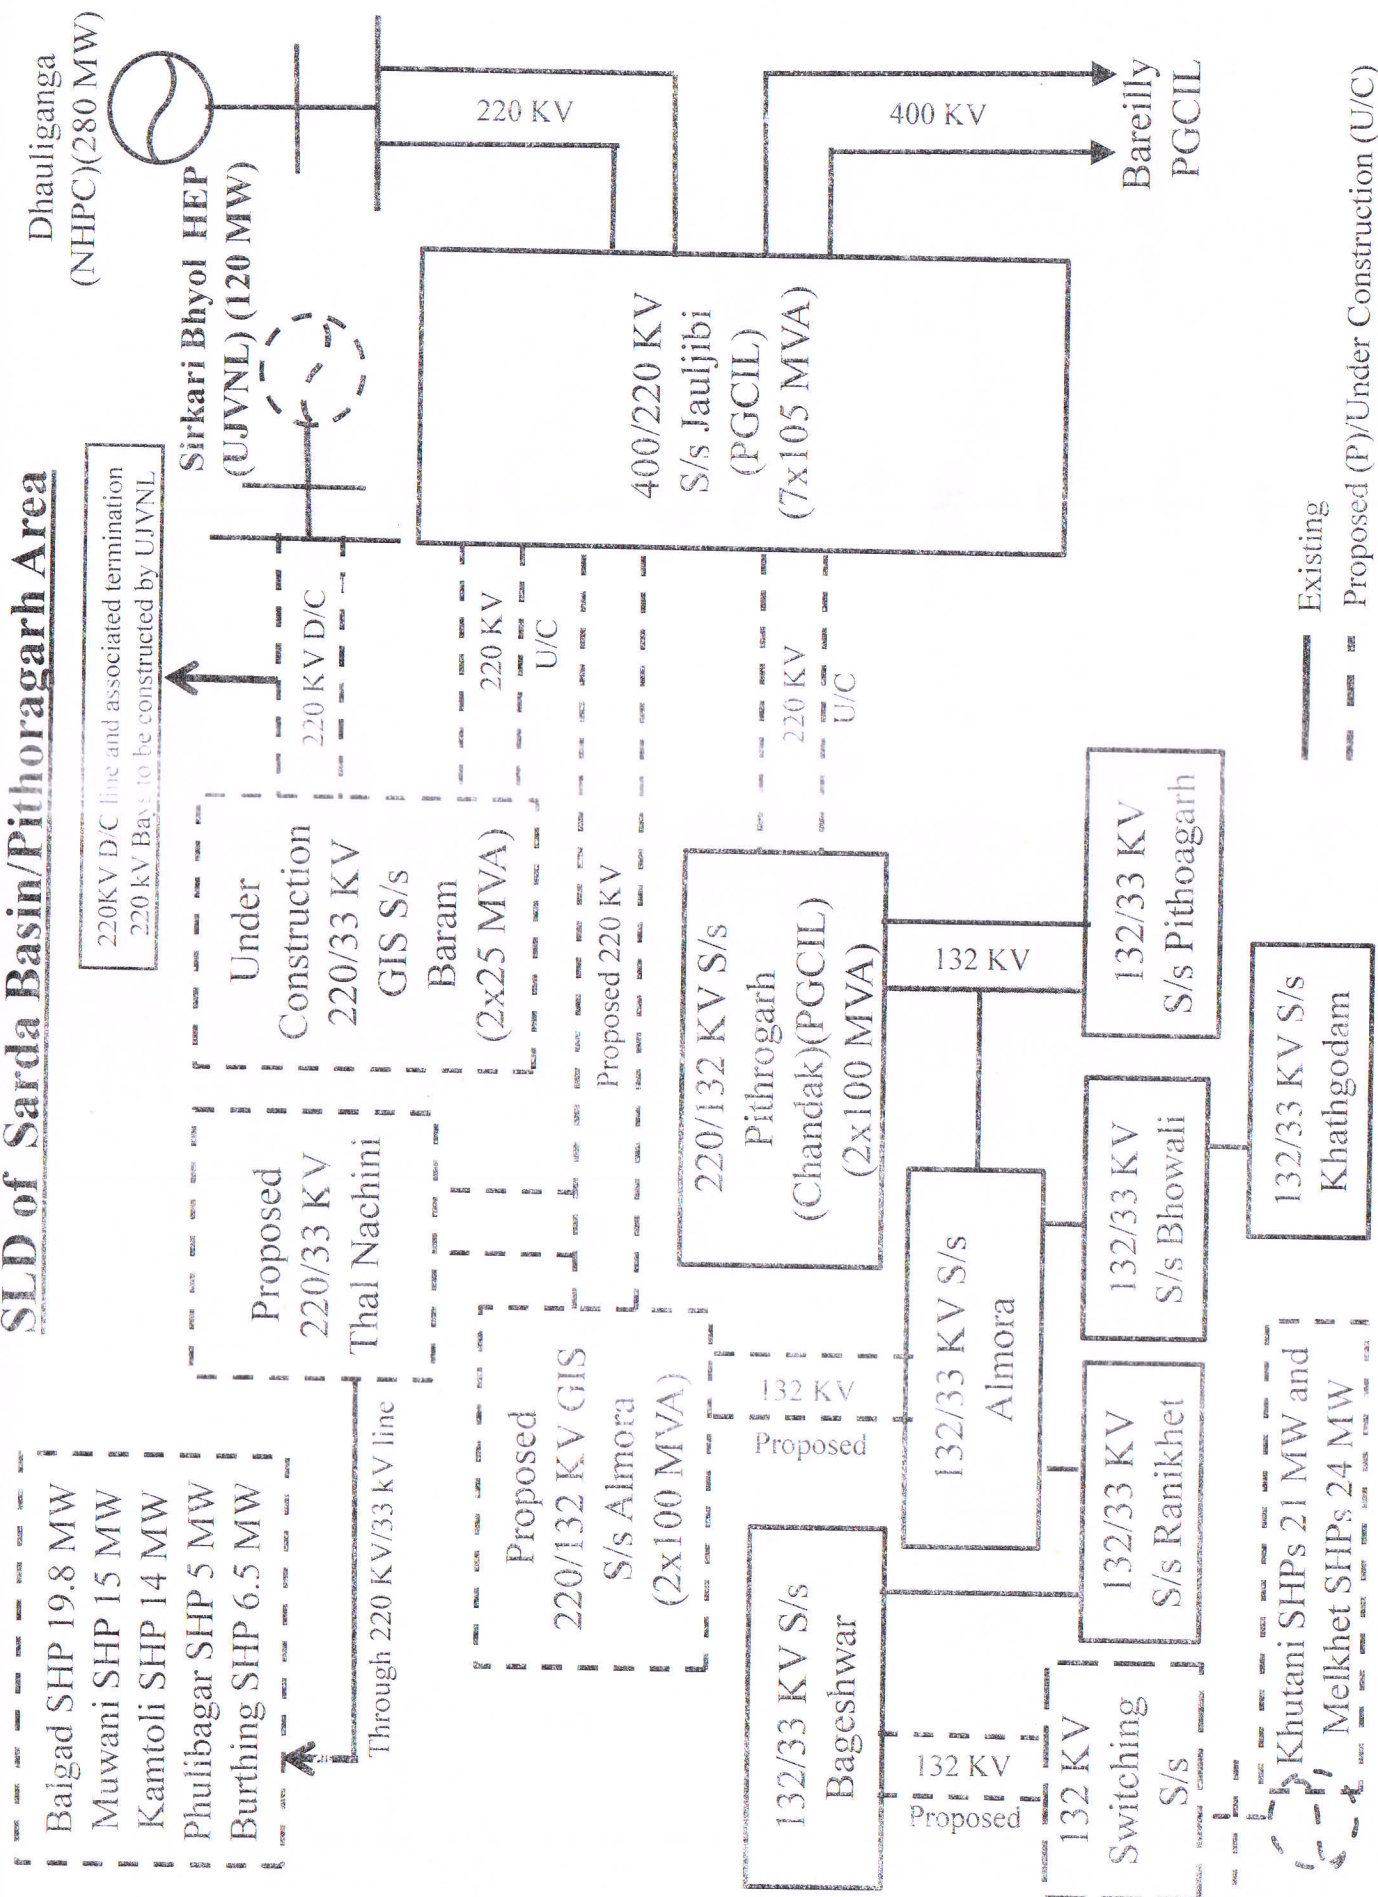 SLD of Sarda Basin/Pithoragarh Area
Baigad SHP 19.8 MW
Muwani SHP 15 MW
Kamtoli SHP 14 MW
Phulibagar SHP 5 MW
Burthing SHP 6.5 MW
Through 220 KV/33 kV line
Proposed
220/33 KV
Thal Nachini
Under
Construction
220/33 KV
GIS S/s
Baram
(2x25 MVA)
220KV D/C line and associated termination
220 kV Bays to be constructed by UJVNL
220 KV D/C
Sirkari Bhyol HEP
(UJVNL) (120 MW)
Dhauliganga
(NHPC)(280 MW)
220 KV
220 KV
U/C
Proposed 220 KV
400/220 KV
S/s Jauljibi
(PGCIL)
(7x105 MVA)
400 KV
Bareilly
PGCIL
220 KV
U/C
Proposed
220/132 KV GIS
S/s Almora
(2x100 MVA)
132 KV
Proposed
220/132 KV S/s
Pithrogarh
(Chandak)(PGCIL)
(2x100 MVA)
132 KV
132/33 KV S/s
Bageshwar
132/33 KV S/s
Almora
132 KV
Proposed
132 KV
Switching
S/s
132/33 KV
S/s Ranikhet
132/33 KV
S/s Bhowali
132/33 KV
S/s Pithoagarh
132/33 KV S/s
Khathgodam
Khutani SHPs 21 MW and
Melkhet SHPs 24 MW
Existing
Proposed (P)/Under Construction (U/C)